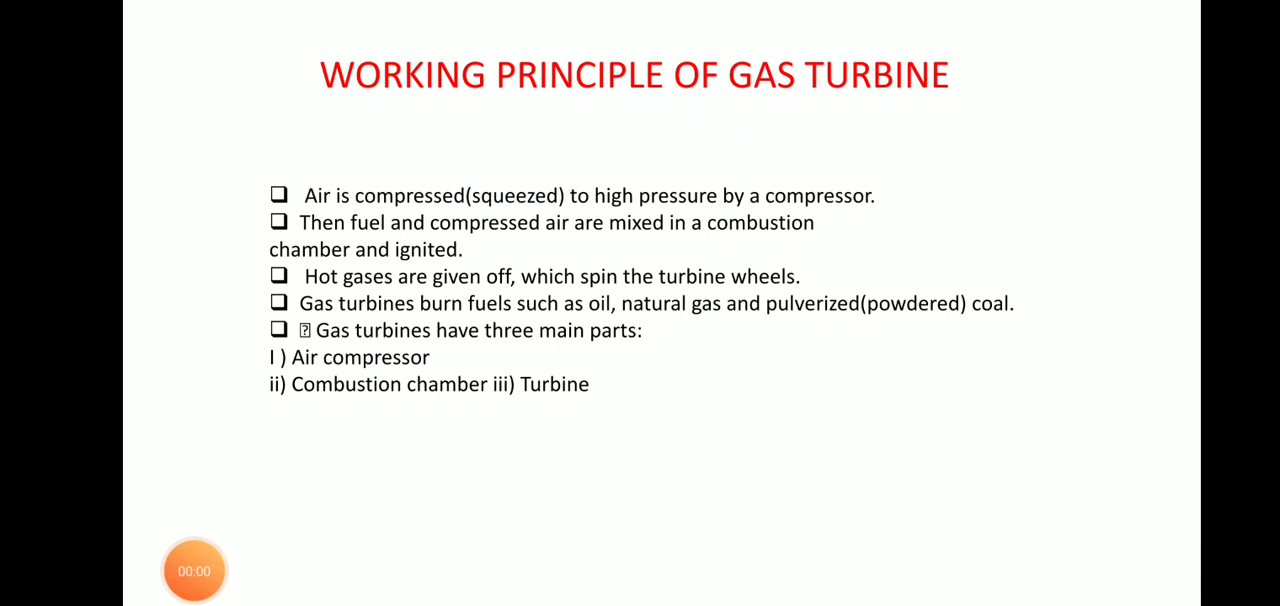 WORKING PRINCIPLE OF GAS TURBINE
❑ Air is compressed(squeezed) to high pressure by a compressor.
❑ Then fuel and compressed air are mixed in a combustion
chamber and ignited.
❑ Hot gases are given off, which spin the turbine wheels.
❑ Gas turbines burn fuels such as oil, natural gas and pulverized(powdered) coal.
❑ ⍰ Gas turbines have three main parts:
I ) Air compressor
ii) Combustion chamber iii) Turbine
00:00